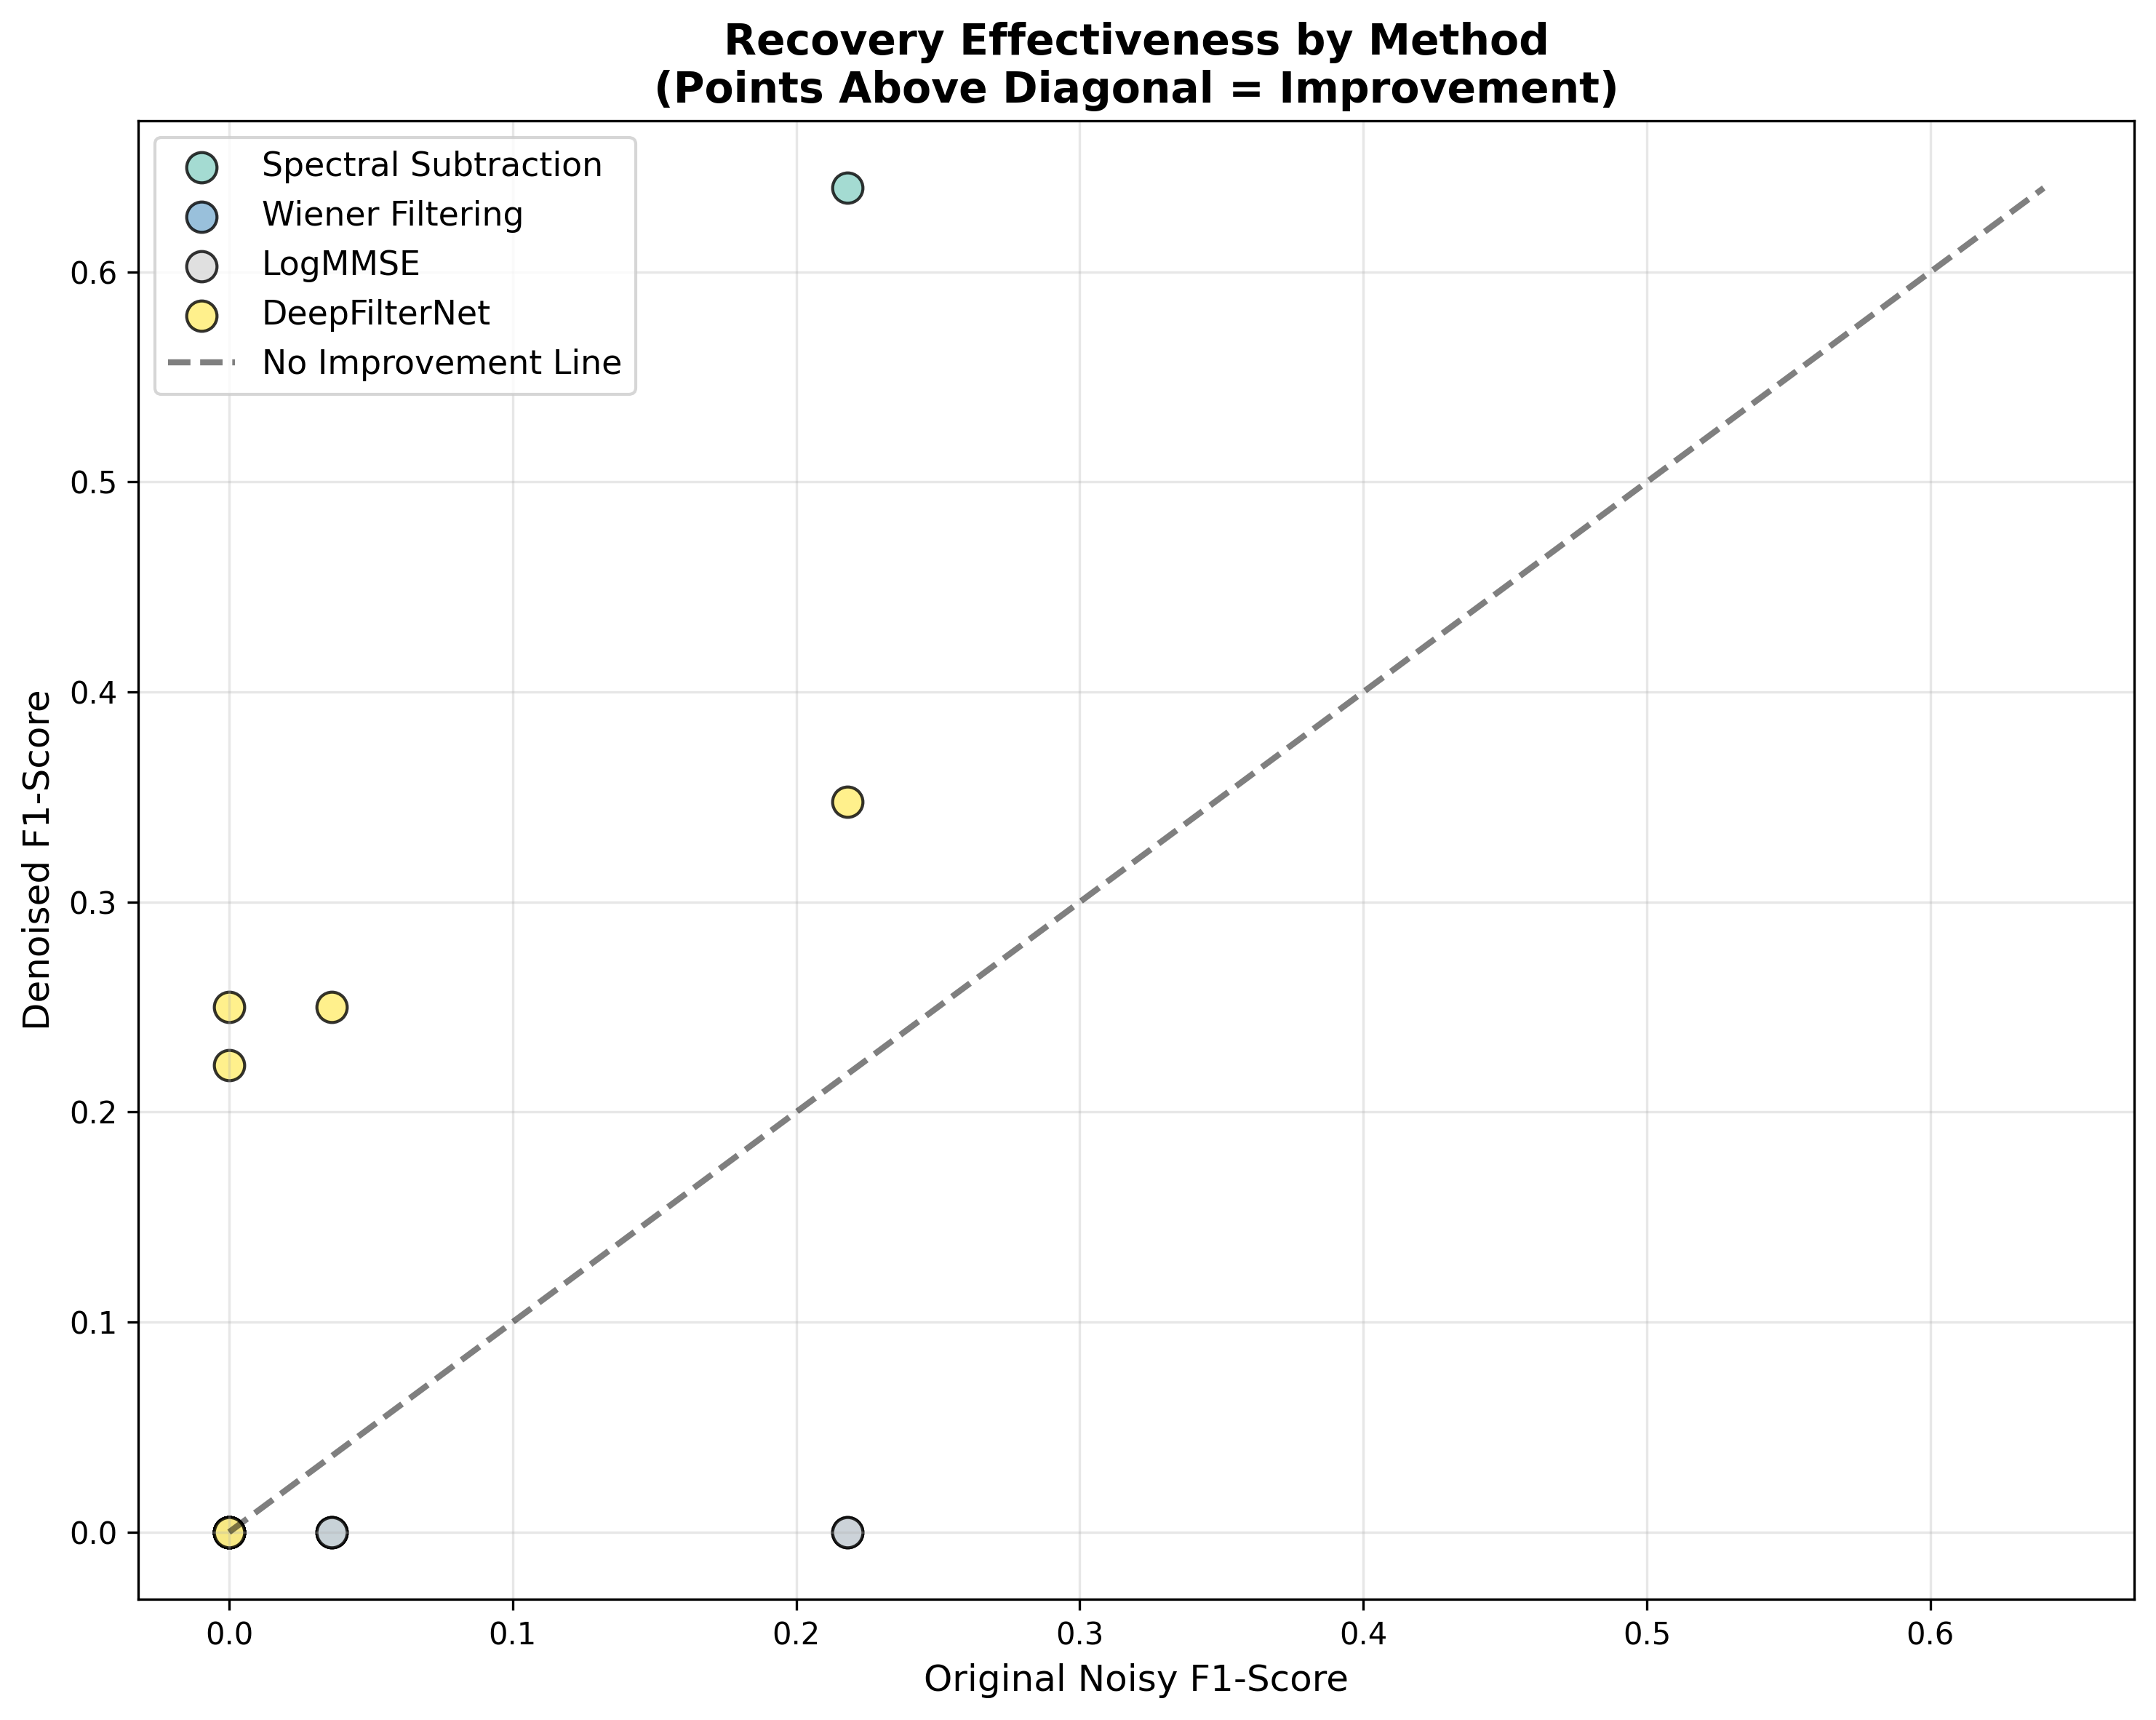 Recovery Effectiveness by Method
(Points Above Diagonal = Improvement)
Spectral Subtraction
Wiener Filtering
LogMMSE
DeepFilterNet
No Improvement Line
Denoised F1-Score
0.6
0.5
0.4
0.3
0.2
0.1
0.0
0.0 0.1 0.2 0.3 0.4 0.5 0.6
Original Noisy F1-Score